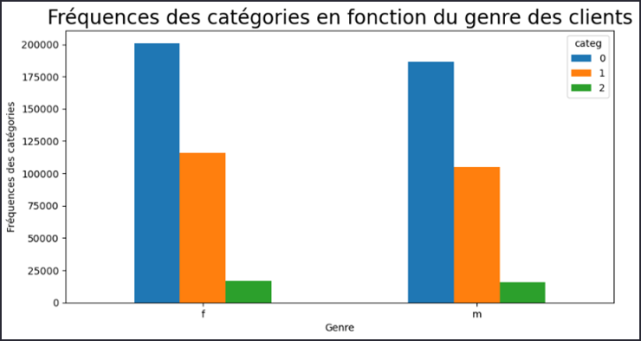 Fréquences des catégories en fonction du genre des clients
categ
0
1
2
Fréquences des catégories
200000
175000
150000
125000
100000
75000
50000
25000
0
f
m
Genre